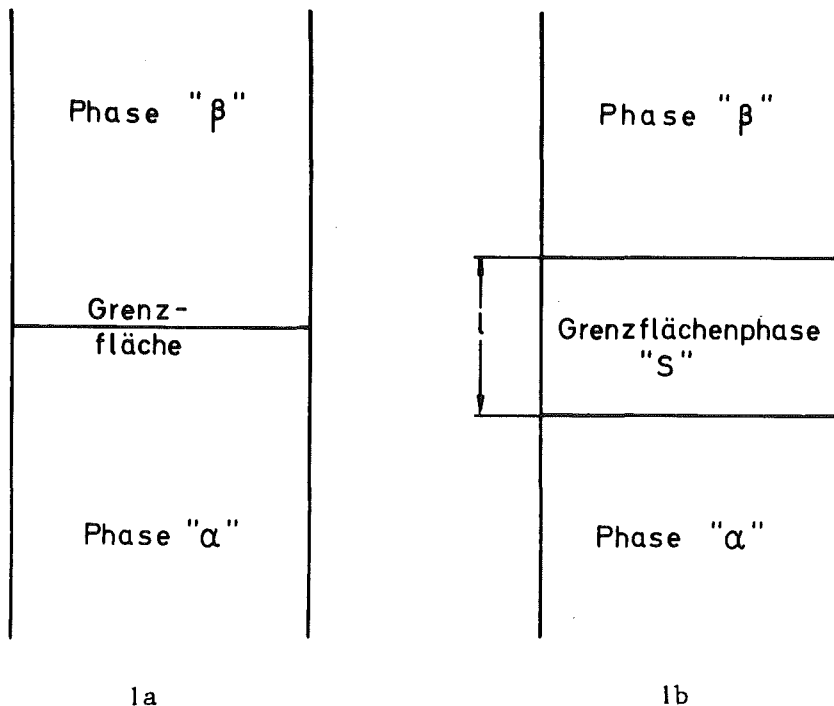 Phase "β"
Grenz-
fläche
Phase "α"
1a
Phase "β"
l
Grenzflächenphase
"S"
Phase "α"
1b